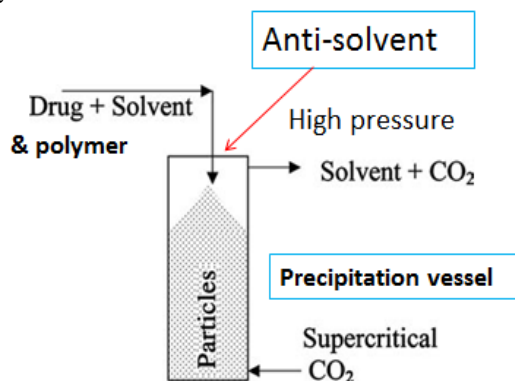 Anti-solvent
Drug + Solvent
& polymer
High pressure
Solvent + CO₂
Precipitation vessel
Particles
Supercritical
CO₂